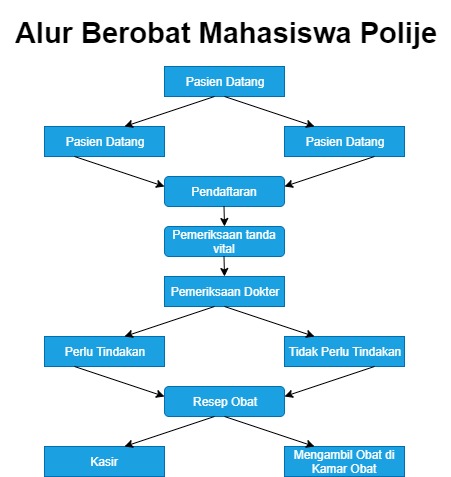 Alur Berobat Mahasiswa Polije
Pasien Datang
Pasien Datang
Pasien Datang
Pendaftaran
Pemeriksaan tanda
vital
Pemeriksaan Dokter
Perlu Tindakan
Tidak Perlu Tindakan
Resep Obat
Kasir
Mengambil Obat di
Kamar Obat